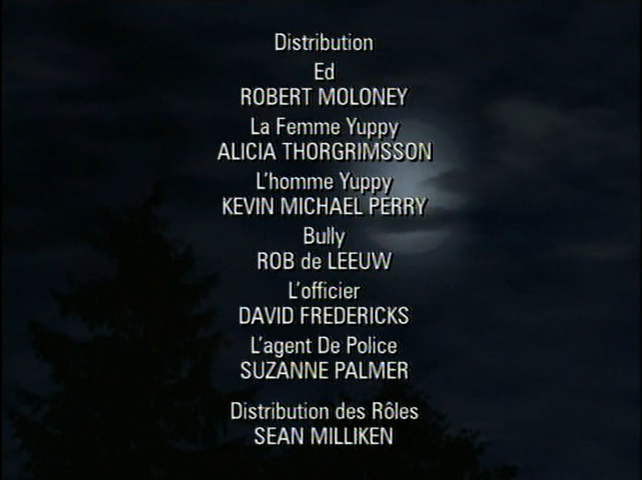 Distribution
Ed
ROBERT MOLONEY
La Femme Yuppy
ALICIA THORGRIMSSON
L'homme Yuppy
KEVIN MICHAEL PERRY
Bully
ROB de LEEUW
L'officier
DAVID FREDERICKS
L'agent De Police
SUZANNE PALMER
Distribution des Rôles
SEAN MILLIKEN